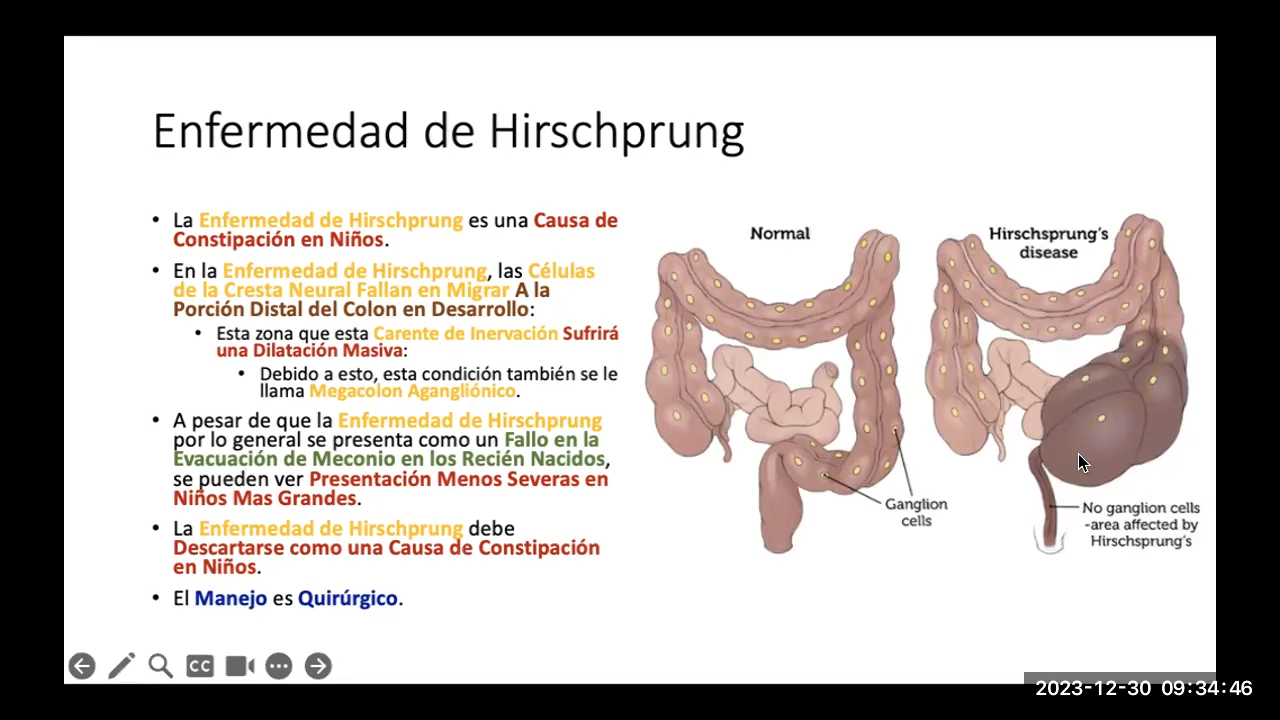 Enfermedad de Hirschprung
• La Enfermedad de Hirschprung es una Causa de
Constipación en Niños.
• En la Enfermedad de Hirschprung, las Células
de la Cresta Neural Fallan en Migrar A la
Porción Distal del Colon en Desarrollo:
• Esta zona que esta Carente de Inervación Sufrirá
una Dilatación Masiva:
• Debido a esto, esta condición también se le
llama Megacolon Agangliónico.
• A pesar de que la Enfermedad de Hirschprung
por lo general se presenta como un Fallo en la
Evacuación de Meconio en los Recién Nacidos,
se pueden ver Presentación Menos Severas en
Niños Mas Grandes.
• La Enfermedad de Hirschprung debe
Descartarse como una Causa de Constipación
en Niños.
• El Manejo es Quirúrgico.
Normal
Ganglion
cells
Hirschsprung's
disease
No ganglion cells
-area affected by
Hirschsprung's
CC
2023-12-30 09:34:46